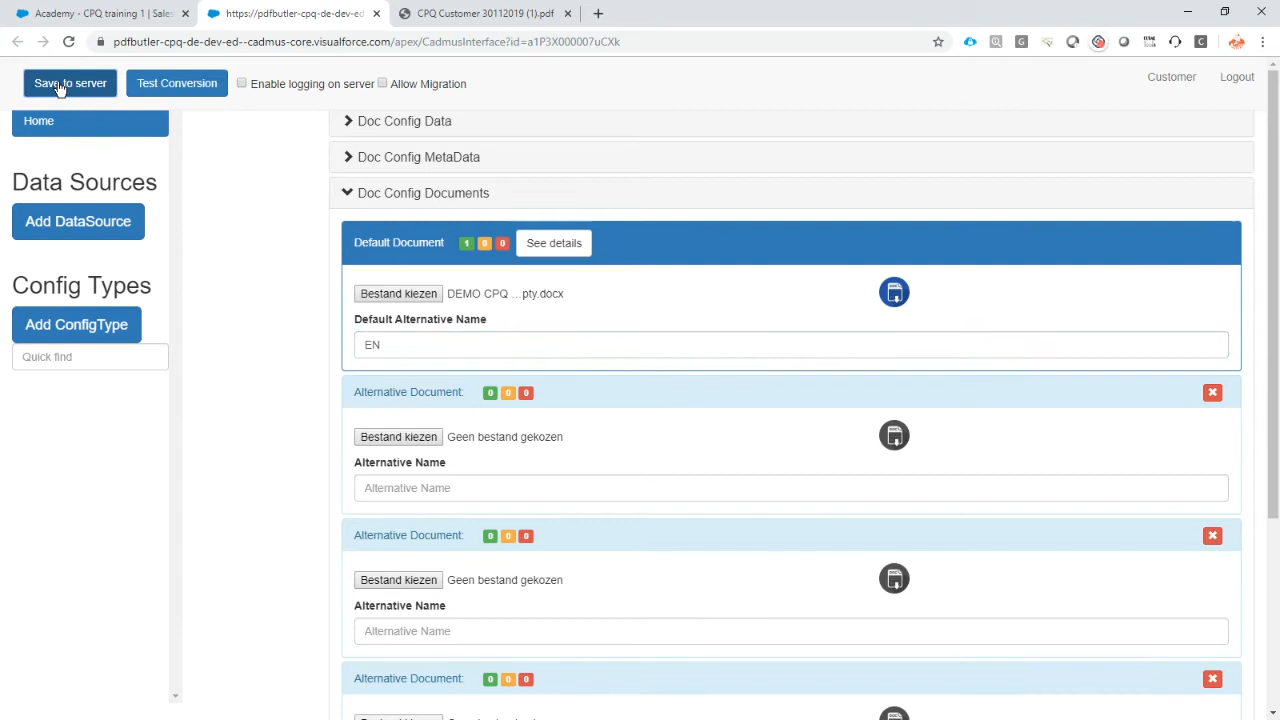 Academy - CPQ training 1 | Sales
https://pdfbutler-cpq-de-dev-ed
CPQ Customer 30112019 (1).pdf
pdfbutler-cpq-de-dev-ed--cadmus-core.visualforce.com/apex/CadmusInterface?id=a1P3X000007uCXk
Save to server
Test Conversion
Enable logging on server
Allow Migration
Customer
Logout
Home
Doc Config Data
Doc Config MetaData
Data Sources
Doc Config Documents
Add DataSource
Default Document 1 0 0 See details
Config Types
Bestand kiezen DEMO CPQ ...pty.docx
Add ConfigType
Default Alternative Name
EN
Quick find
Alternative Document: 0 0 0
Bestand kiezen Geen bestand gekozen
Alternative Name
Alternative Name
Alternative Document: 0 0 0
Bestand kiezen Geen bestand gekozen
Alternative Name
Alternative Name
Alternative Document: 0 0 0